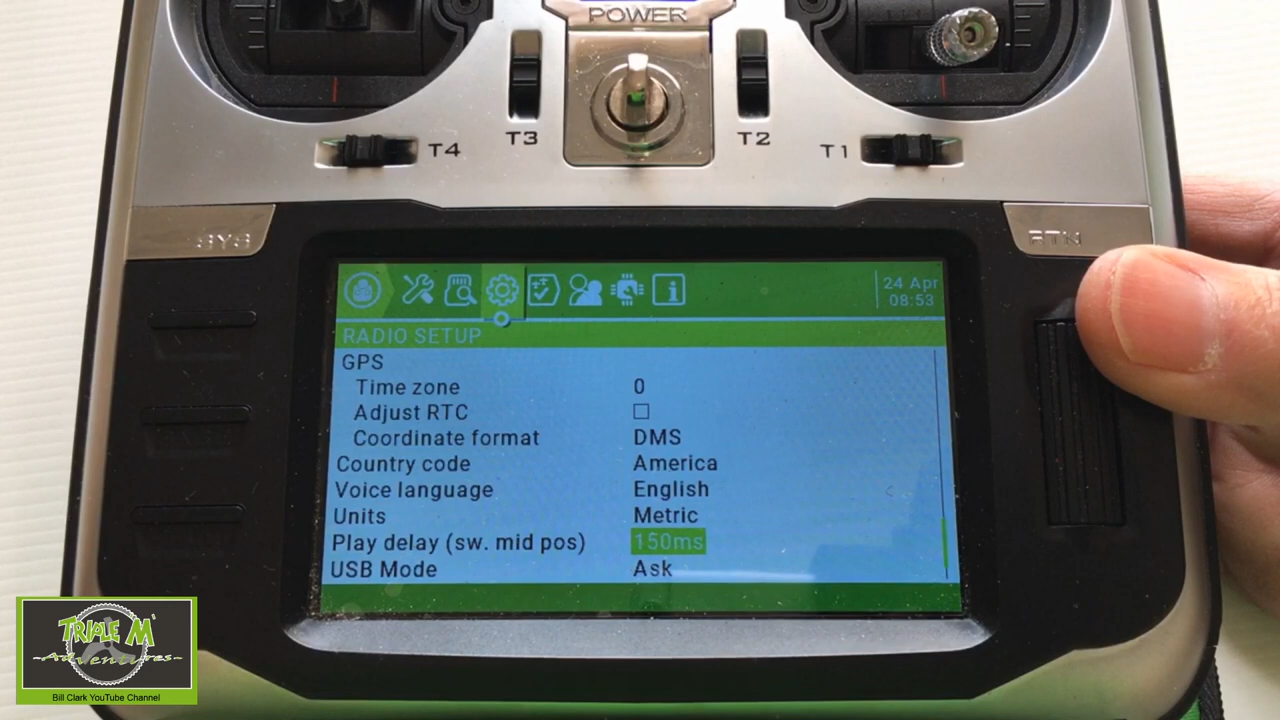 POWER
T4
T3
T2
T1
SYS
RTN
24 Apr
08:53
RADIO SETUP
GPS
Time zone 0
Adjust RTC
Coordinate format DMS
Country code America
Voice language English
Units Metric
Play delay (sw. mid pos) 150ms
USB Mode Ask
TRIPLE M
-Adventures-
Bill Clark YouTube Channel